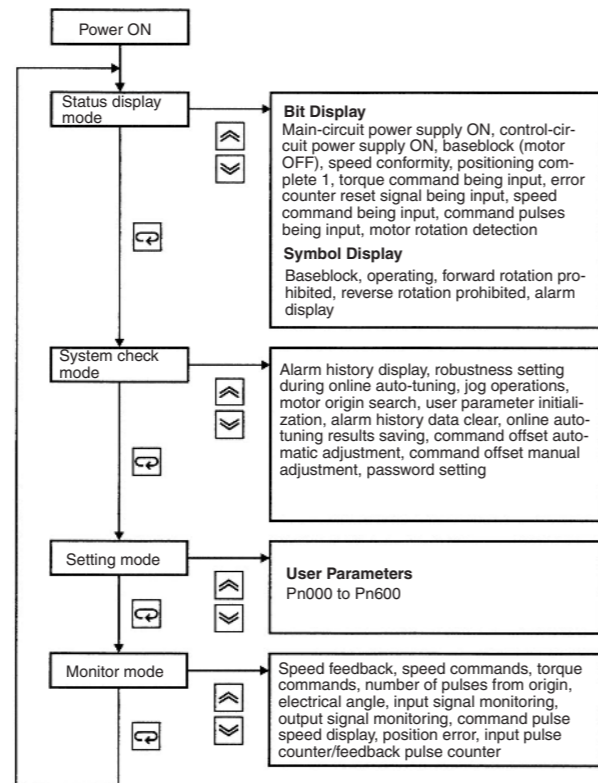 Power ON
Status display
mode
Bit Display
Main-circuit power supply ON, control-cir-
cuit power supply ON, baseblock (motor
OFF), speed conformity, positioning com-
plete 1, torque command being input, error
counter reset signal being input, speed
command being input, command pulses
being input, motor rotation detection
Symbol Display
Baseblock, operating, forward rotation pro-
hibited, reverse rotation prohibited, alarm
display
System check
mode
Alarm history display, robustness setting
during online auto-tuning, jog operations,
motor origin search, user parameter initiali-
zation, alarm history data clear, online auto-
tuning results saving, command offset auto-
matic adjustment, command offset manual
adjustment, password setting
Setting mode
User Parameters
Pn000 to Pn600
Monitor mode
Speed feedback, speed commands, torque
commands, number of pulses from origin,
electrical angle, input signal monitoring,
output signal monitoring, command pulse
speed display, position error, input pulse
counter/feedback pulse counter